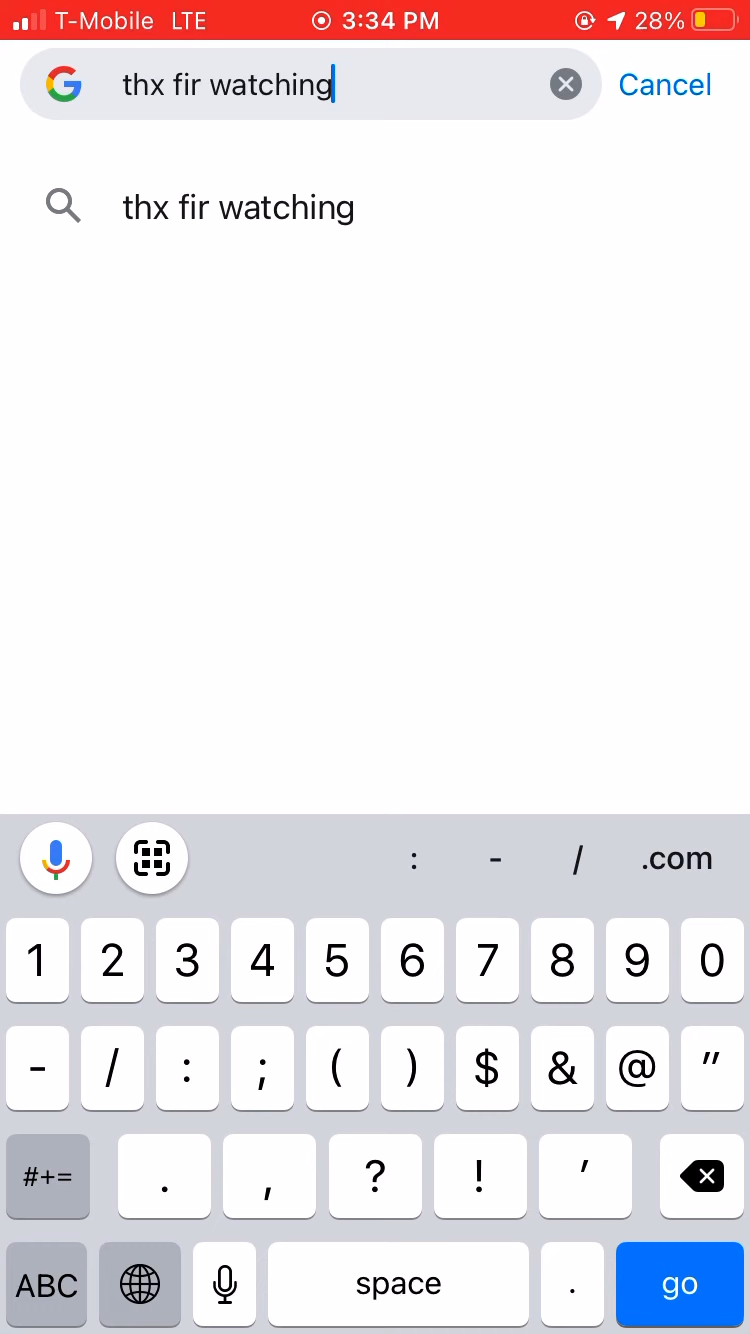 T-Mobile LTE 3:34 PM 28%
thx fir watching Cancel
thx fir watching
: - / .com
1 2 3 4 5 6 7 8 9 0
- / : ; ( ) $ & @ "
#+= . , ? ! '
ABC space . go